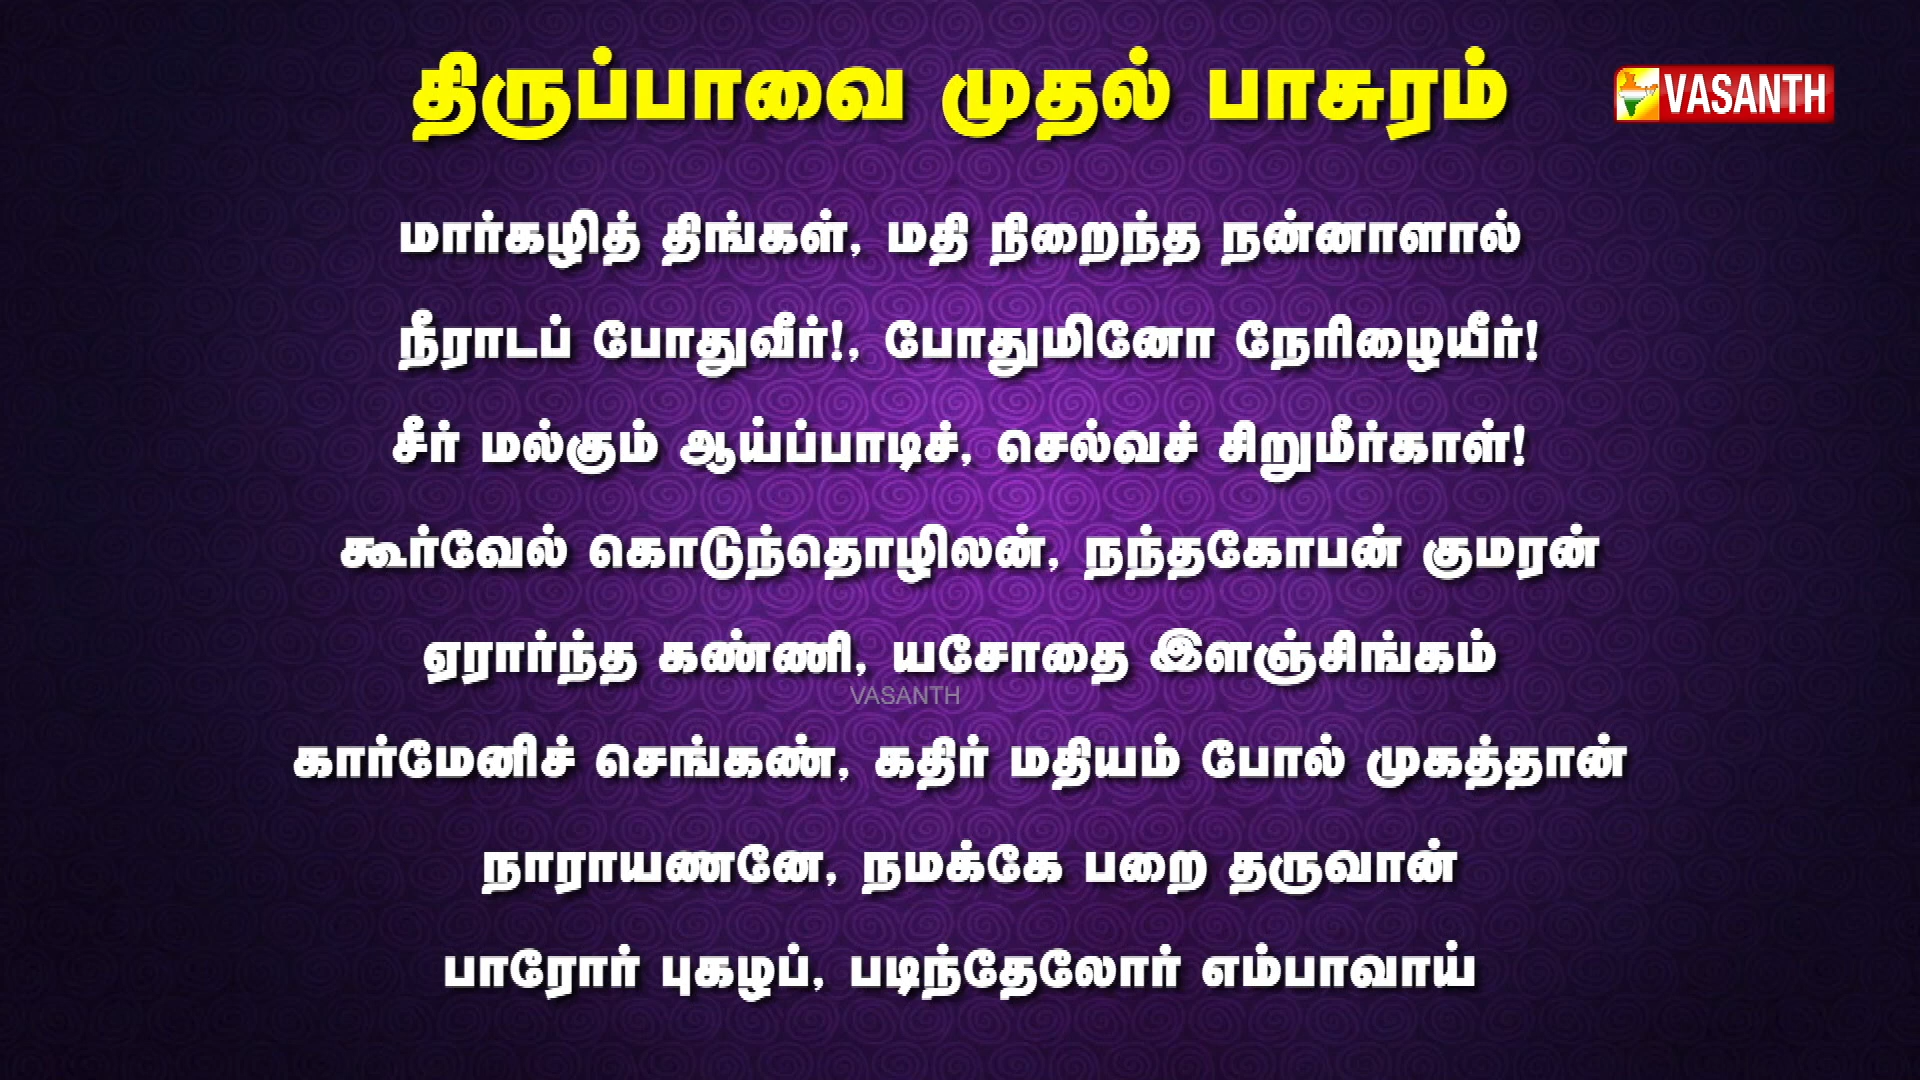 திருப்பாவை முதல் பாசுரம்
VASANTH
மார்கழித் திங்கள், மதி நிறைந்த நன்னாளால்
நீராடப் போதுவீர்!, போதுமினோ நேரிழையீர்!
சீர் மல்கும் ஆய்ப்பாடிச், செல்வச் சிறுமீர்காள்!
கூர்வேல் கொடுந்தொழிலன், நந்தகோபன் குமரன்
ஏரார்ந்த கண்ணி, யசோதை இளஞ்சிங்கம்
VASANTH
கார்மேனிச் செங்கண், கதிர் மதியம் போல் முகத்தான்
நாராயணனே, நமக்கே பறை தருவான்
பாரோர் புகழப், படிந்தேலோர் எம்பாவாய்